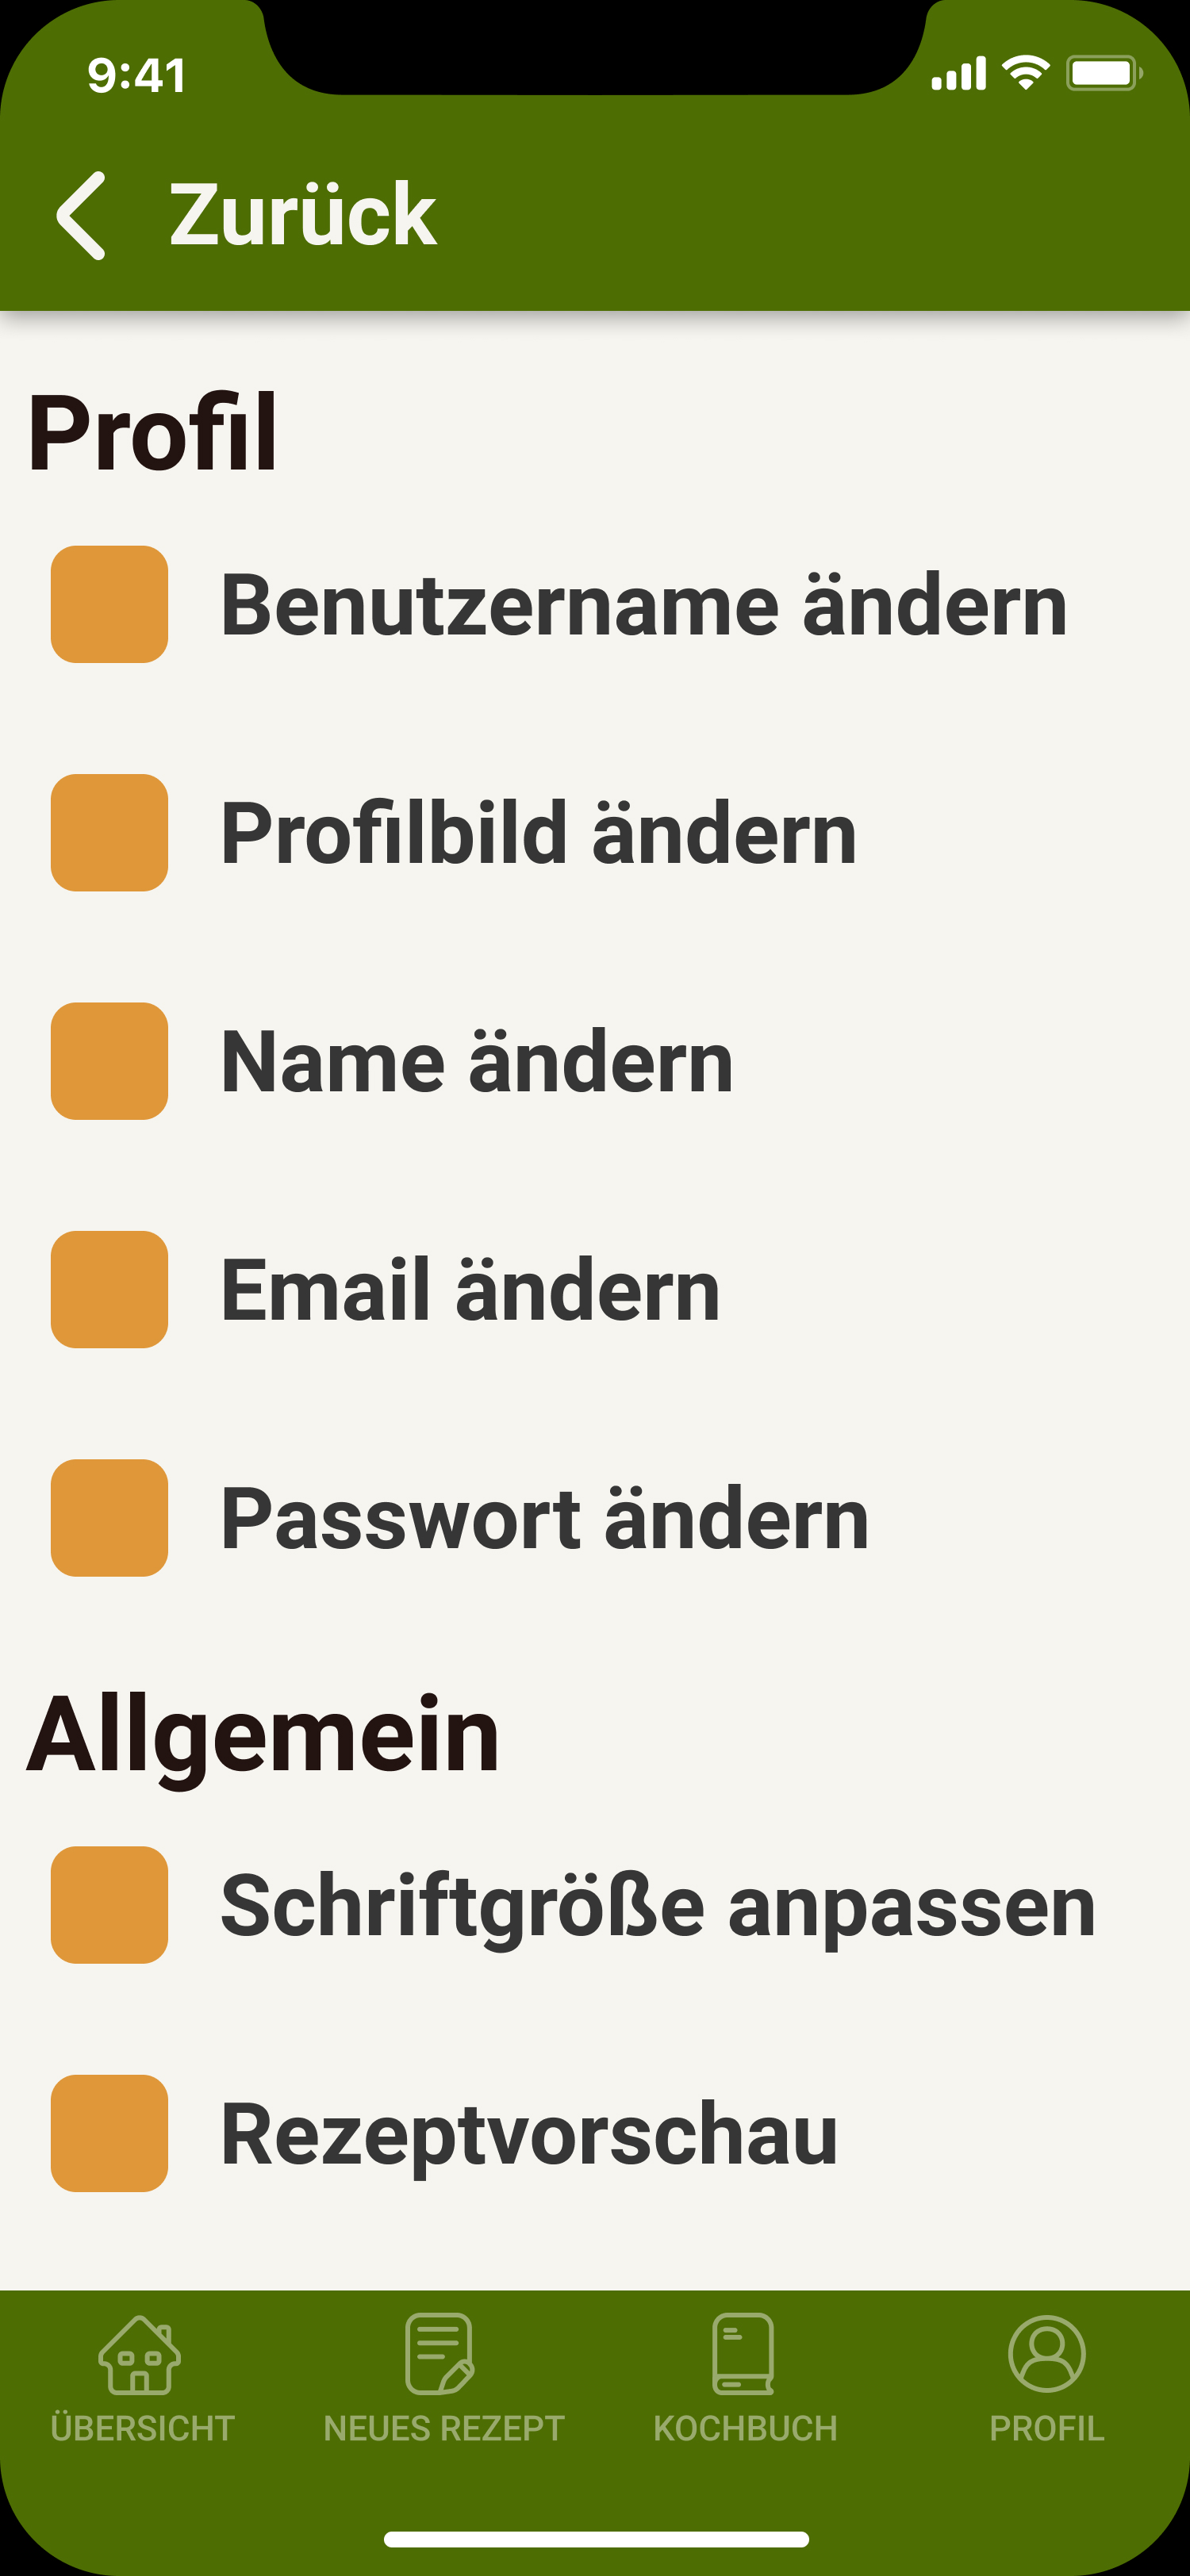 9:41
Zurück
Profil
Benutzername ändern
Profilbild ändern
Name ändern
Email ändern
Passwort ändern
Allgemein
Schriftgröße anpassen
Rezeptvorschau
ÜBERSICHT NEUES REZEPT KOCHBUCH PROFIL